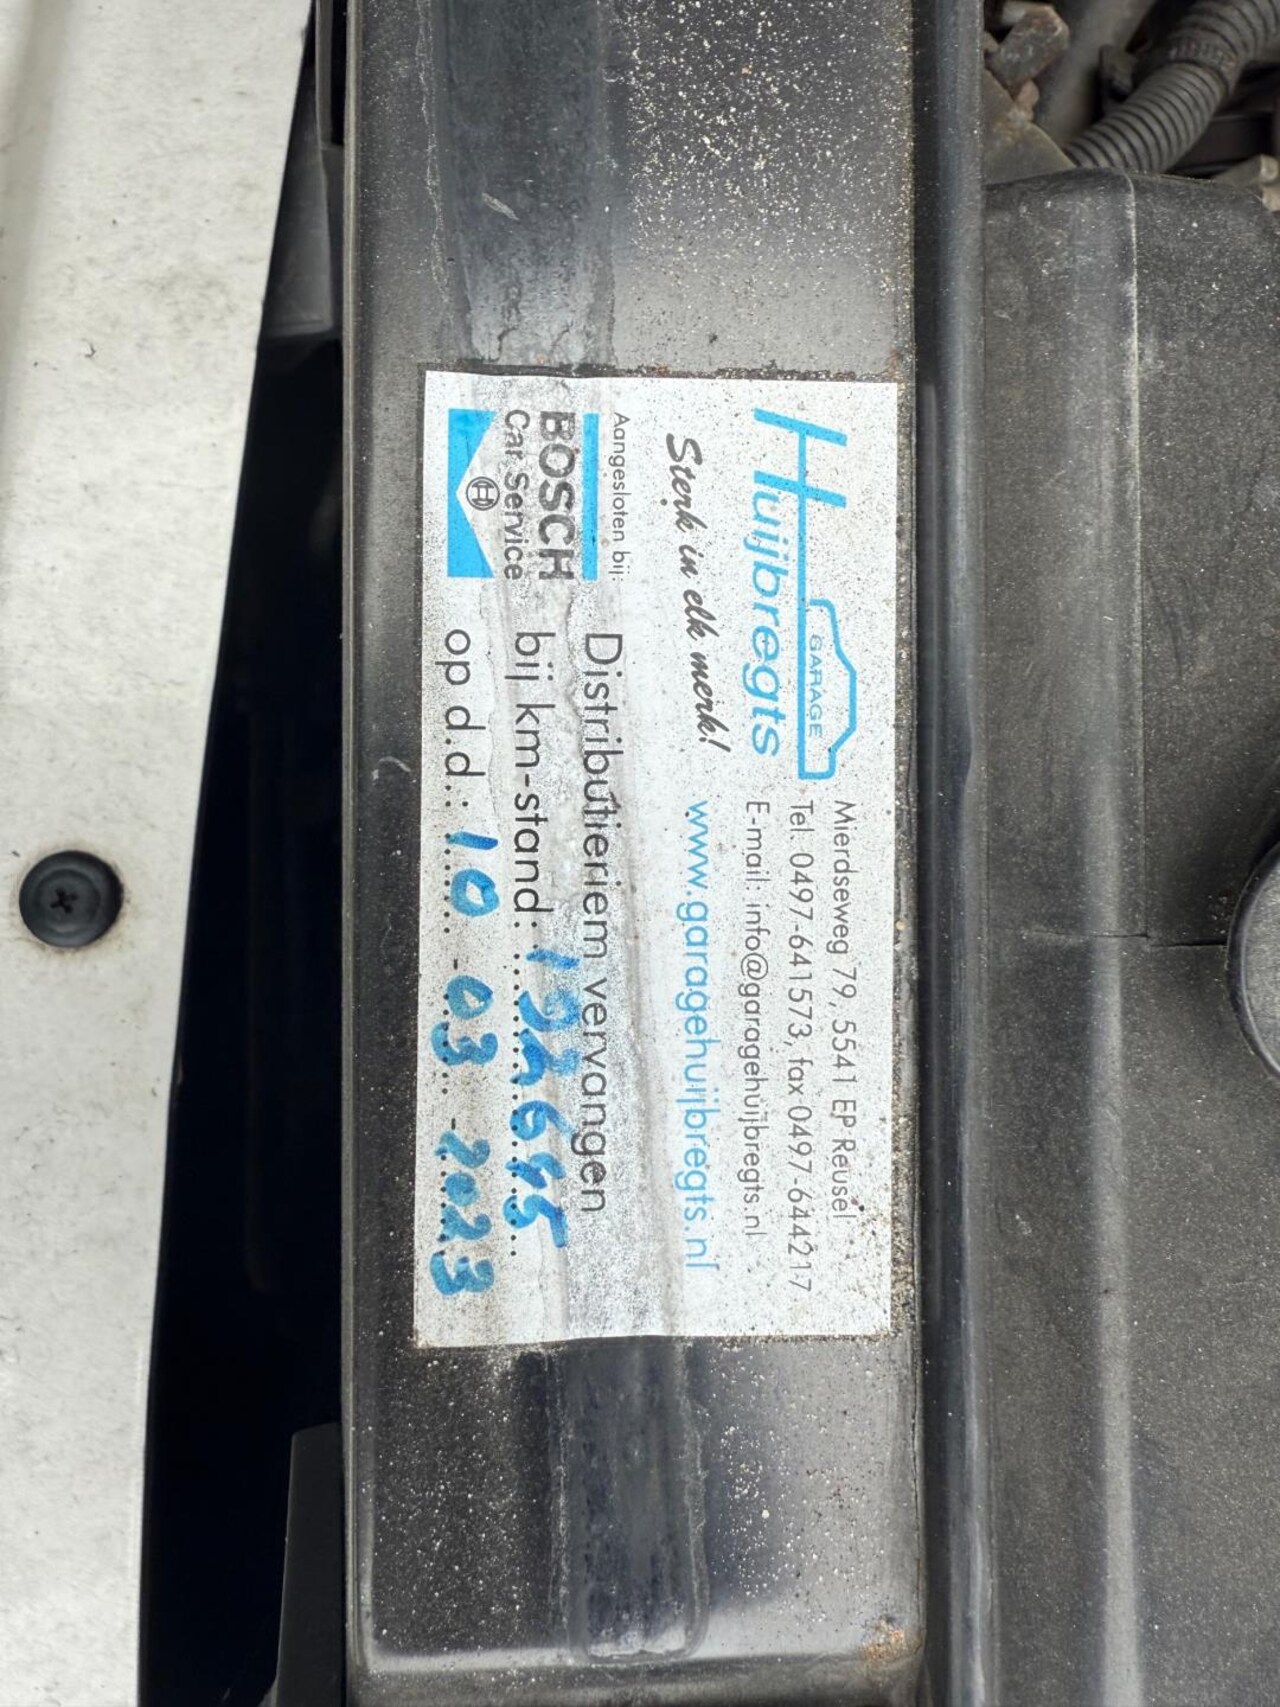 Huijbregts
GARAGE
Sterk in elk merk!
Mierdseweg 79, 5541 EP Reusel
Tel. 0497-641573, fax 0497-644217
E-mail: info@garagehuijbregts.nl
www.garagehuijbregts.nl
Aangesloten bij:
BOSCH
Car Service
Distributieriem vervangen
bij km-stand:
op d.d.: 10-03-2023